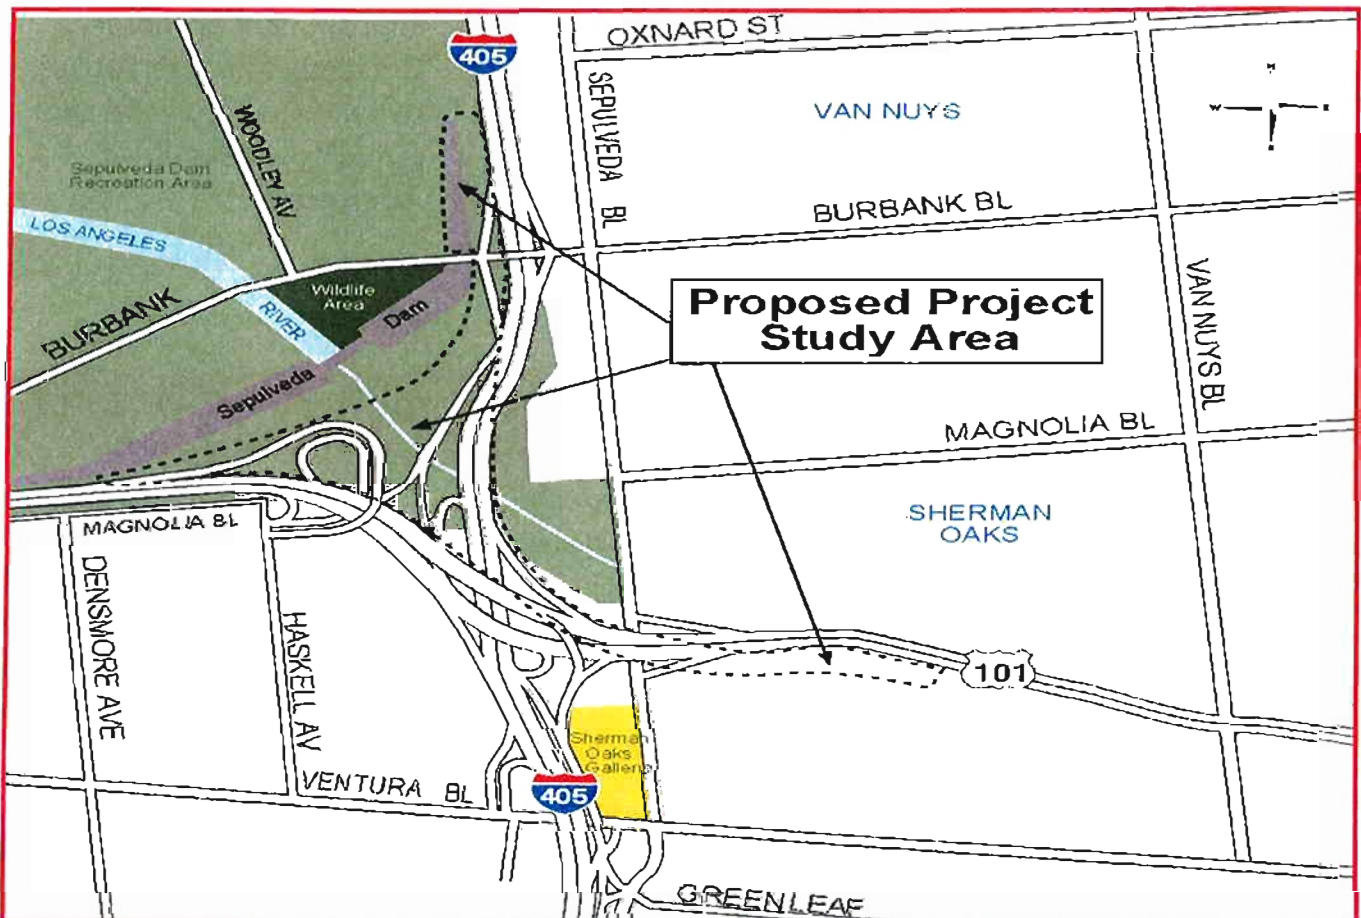 OXNARD ST
405
SEPULVEDA BL
VAN NUYS
N
W
E
S
WOODLEY AV
Sepulveda Dam
Recreation Area
BURBANK BL
LOS ANGELES
RIVER
Wildlife
Area
Dam
Sepulveda
BURBANK
Proposed Project
Study Area
VAN NUYS BL
MAGNOLIA BL
SHERMAN
OAKS
MAGNOLIA BL
DENSMORE AVE
HASKELL AV
101
Sherman
Oaks
Galleria
VENTURA BL
405
GREENLEAF